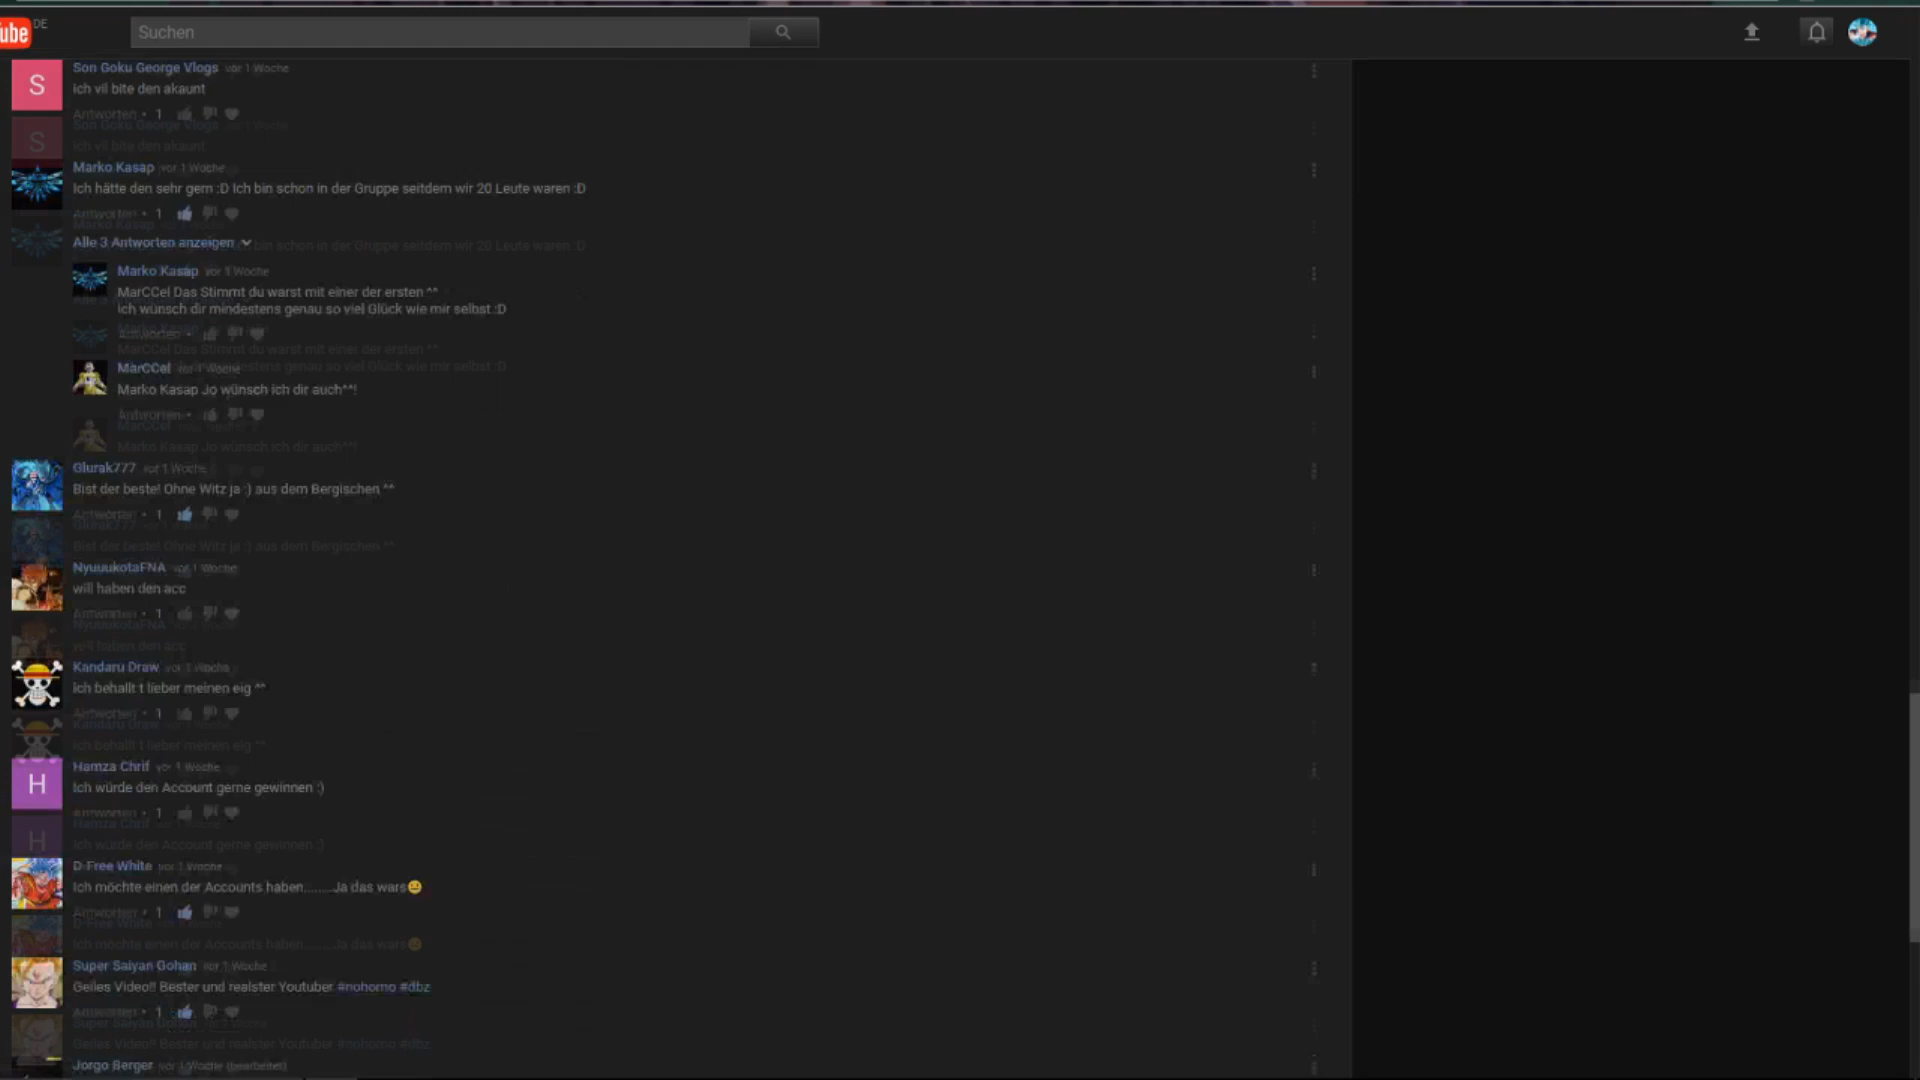 ube DE
Suchen
S
Son Goku George Vlogs vor 1 Woche
Ich vil bite den akaunt
Antworten • 1
Marko Kasap vor 1 Woche
Ich hätte den sehr gern :D Ich bin schon in der Gruppe seitdem wir 20 Leute waren :D
Antworten • 1
Alle 3 Antworten anzeigen
Marko Kasap vor 1 Woche
MarCCel Das Stimmt du warst mit einer der ersten ^^
Ich wünsch dir mindestens genau so viel Glück wie mir selbst :D
Antworten •
MarCCel vor 1 Woche
Marko Kasap Jo wünsch ich dir auch^^!
Antworten •
Glurak777 vor 1 Woche
Bist der beste! Ohne Witz ja :) aus dem Bergischen ^^
Antworten • 1
NyuuukotaFNA vor 1 Woche
will haben den acc
Antworten • 1
Kandaru Draw vor 1 Woche
Ich behallt t lieber meinen eig ^^
Antworten • 1
H
Hamza Chrif vor 1 Woche
Ich würde den Account gerne gewinnen :)
Antworten • 1
D-Free White vor 1 Woche
Ich möchte einen der Accounts haben........Ja das wars😐
Antworten • 1
Super Saiyan Gohan vor 1 Woche
Geiles Video!! Bester und realster Youtuber #nohomo #dbz
Antworten • 1
Jorgo Berger vor 1 Woche (bearbeitet)